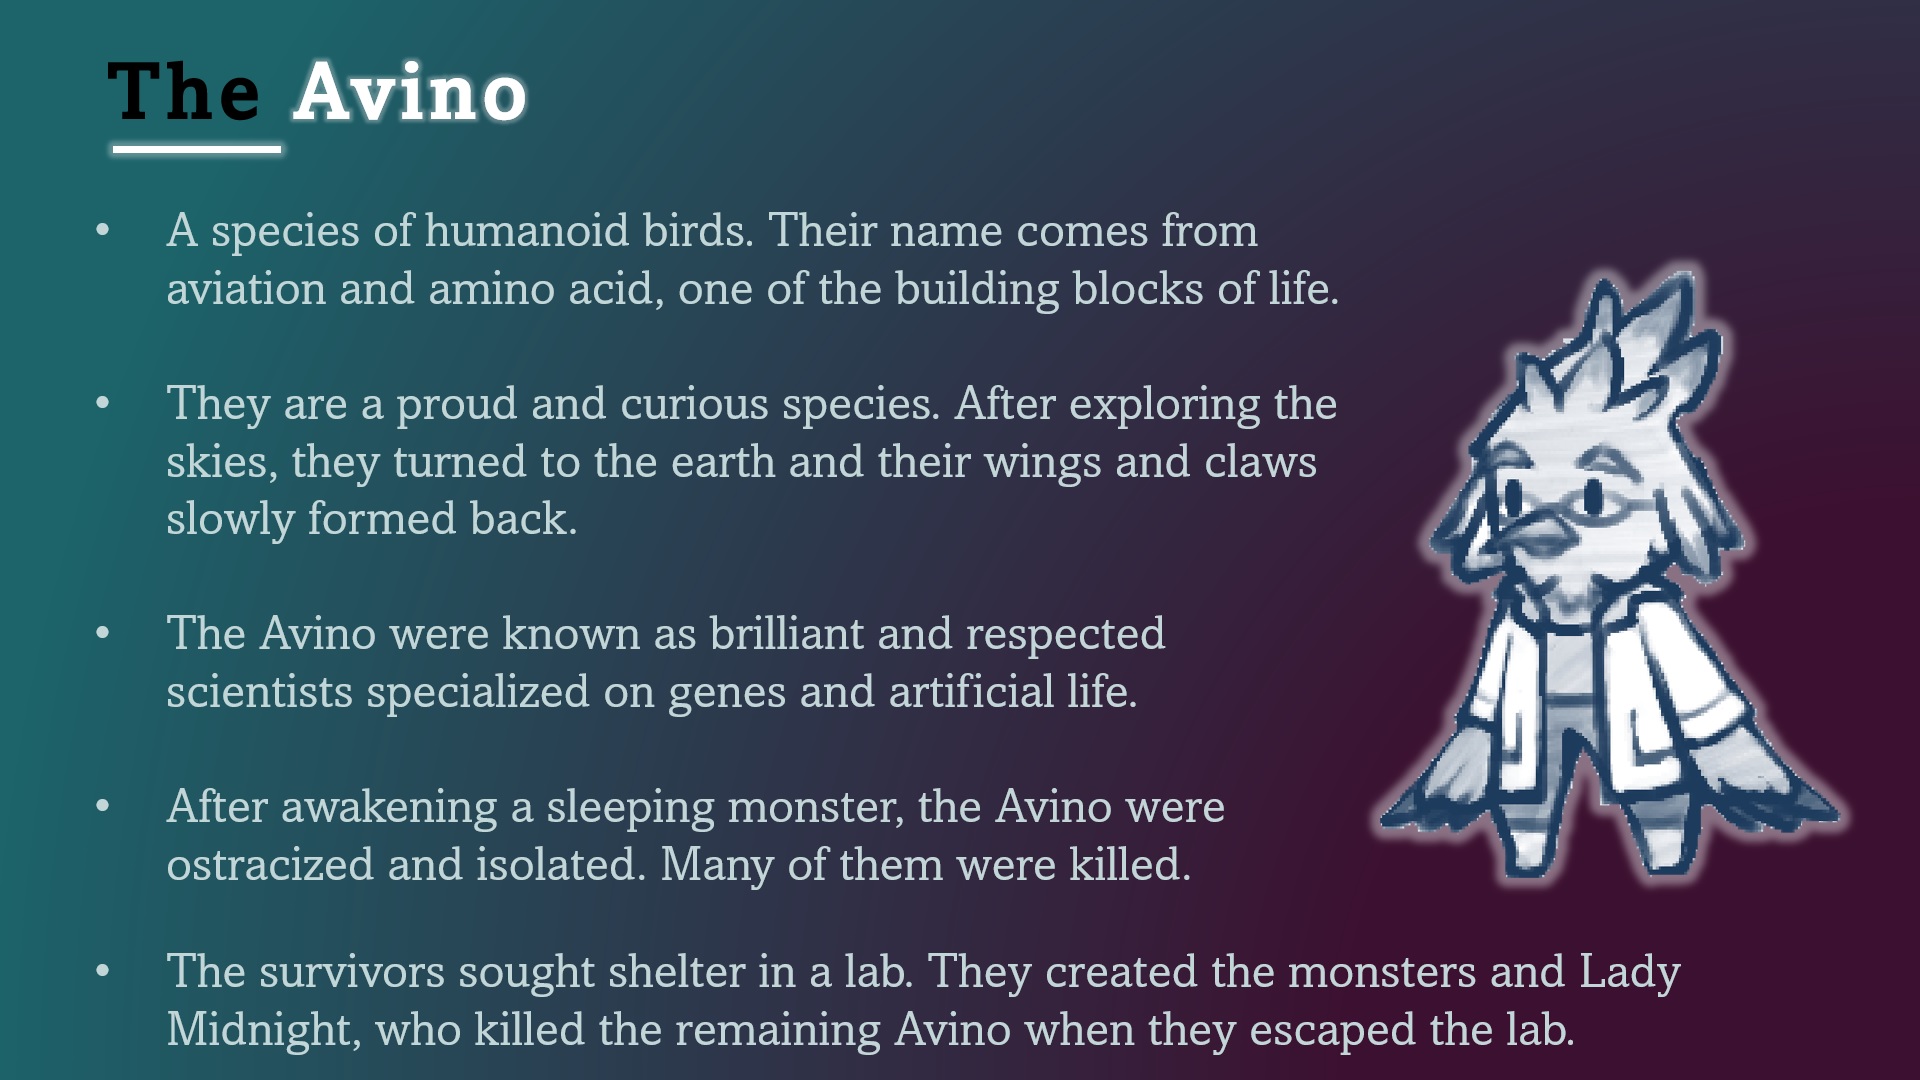 The Avino
• A species of humanoid birds. Their name comes from
aviation and amino acid, one of the building blocks of life.
• They are a proud and curious species. After exploring the
skies, they turned to the earth and their wings and claws
slowly formed back.
• The Avino were known as brilliant and respected
scientists specialized on genes and artificial life.
• After awakening a sleeping monster, the Avino were
ostracized and isolated. Many of them were killed.
• The survivors sought shelter in a lab. They created the monsters and Lady
Midnight, who killed the remaining Avino when they escaped the lab.